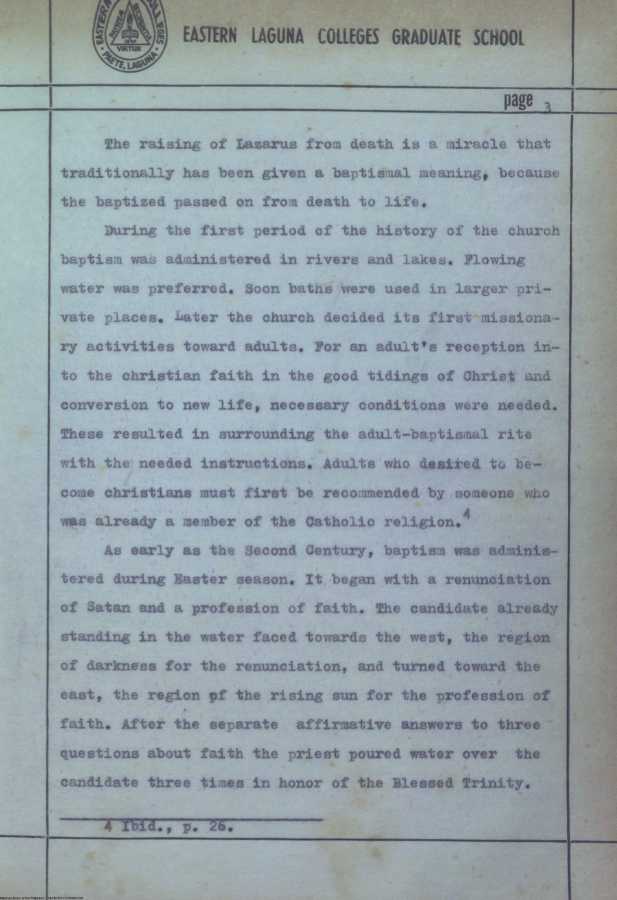 EASTERN LAGUNA COLLEGES GRADUATE SCHOOL
VIRTUE
PAETE, LAGUNA
page 3
The raising of Lazarus from death is a miracle that
traditionally has been given a baptismal meaning, because
the baptized passed on from death to life.
During the first period of the history of the church
baptism was administered in rivers and lakes. Flowing
water was preferred. Soon baths were used in larger pri-
vate places. Later the church decided its first missiona-
ry activities toward adults. For an adult's reception in-
to the christian faith in the good tidings of Christ and
conversion to new life, necessary conditions were needed.
These resulted in surrounding the adult-baptismal rite
with the needed instructions. Adults who desired to be-
come christians must first be recommended by someone who
was already a member of the Catholic religion.4
As early as the Second Century, baptism was adminis-
tered during Easter season. It began with a renunciation
of Satan and a profession of faith. The candidate already
standing in the water faced towards the west, the region
of darkness for the renunciation, and turned toward the
east, the region pf the rising sun for the profession of
faith. After the separate affirmative answers to three
questions about faith the priest poured water over the
candidate three times in honor of the Blessed Trinity.
4 Ibid., p. 26.